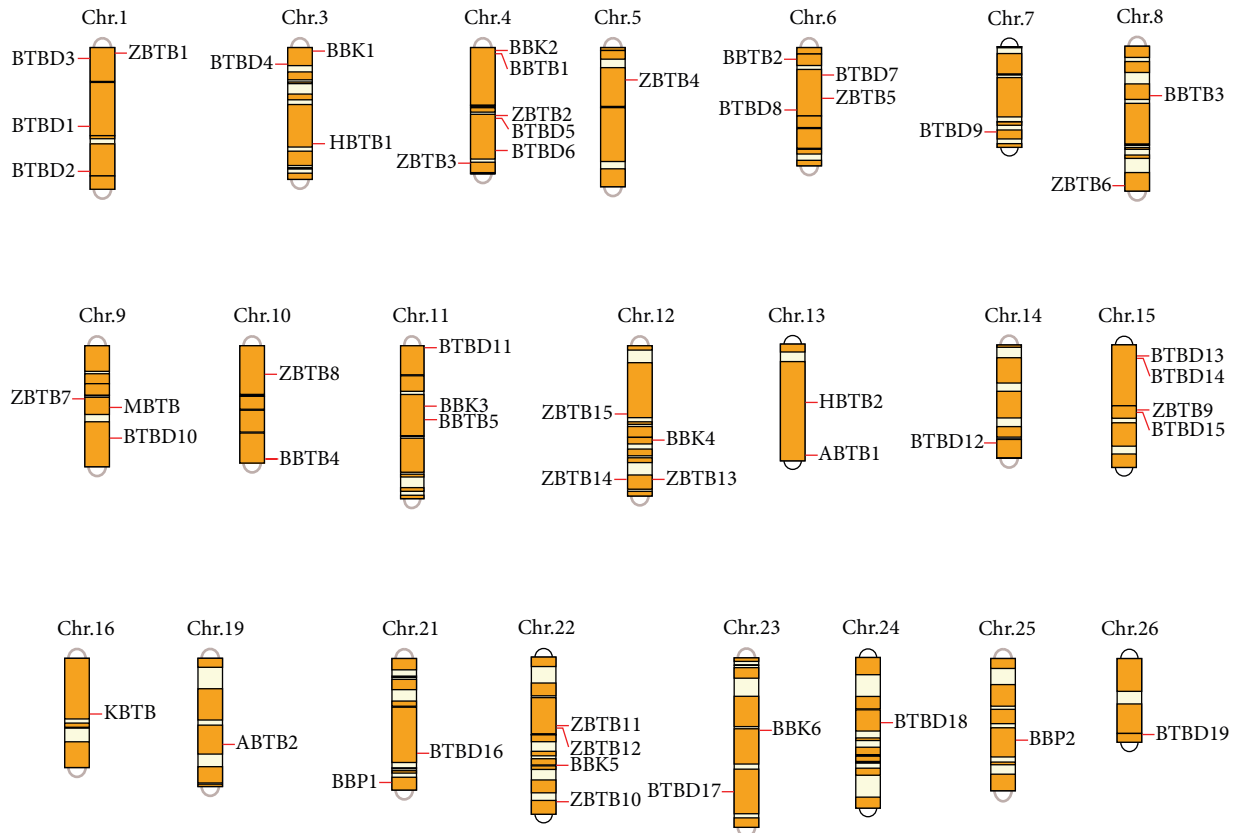 Chr.1
Chr.3
Chr.4
Chr.5
Chr.6
Chr.7
Chr.8
BTBD3
ZBTB1
BTBD1
BTBD2
BBK1
BTBD4
HBTB1
BBK2
BBTB1
ZBTB2
BTBD5
BTBD6
ZBTB3
ZBTB4
BBTB2
BTBD7
ZBTB5
BTBD8
BTBD9
BBTB3
ZBTB6
Chr.9
Chr.10
Chr.11
Chr.12
Chr.13
Chr.14
Chr.15
ZBTB7
MBTB
BTBD10
ZBTB8
BBTB4
BTBD11
BBK3
BBTB5
ZBTB15
BBK4
ZBTB14
ZBTB13
HBTB2
ABTB1
BTBD12
BTBD13
BTBD14
ZBTB9
BTBD15
Chr.16
Chr.19
Chr.21
Chr.22
Chr.23
Chr.24
Chr.25
Chr.26
KBTB
ABTB2
BTBD16
BBP1
ZBTB11
ZBTB12
BBK5
ZBTB10
BBK6
BTBD17
BTBD18
BBP2
BTBD19